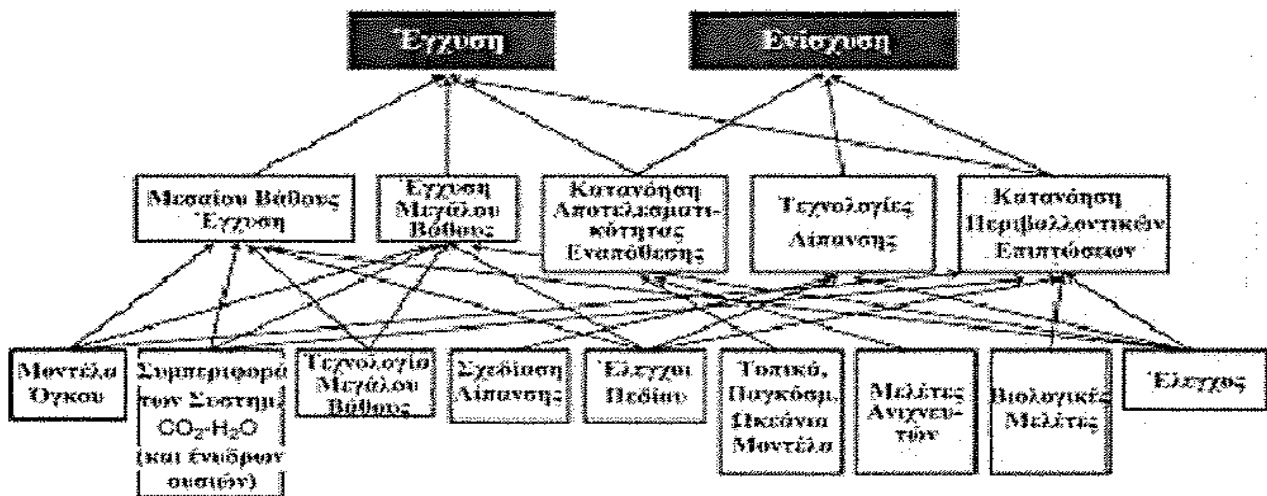 Έγχυση
Ενίσχυση
Μεσαίου Βάθους
Έγχυση
Έγχυση
Μεγάλου
Βάθους
Κατανόηση
Αποτελεσματι-
κότητας
Εναπόθεσης
Τεχνολογίες
Λίπανσης
Κατανόηση
Περιβαλλοντικών
Επιπτώσεων
Μοντέλα
Όγκου
Συμπεριφορά
των Συστημ.
CO₂-H₂O
(και ένυδρων
ουσιών)
Τεχνολογία
Μεγάλου
Βάθους
Σχεδίαση
Λίπανσης
Έλεγχοι
Πεδίου
Τοπικά,
Παγκόσμ.
Ωκεάνια
Μοντέλα
Μελέτες
Ανιχνευ-
τών
Βιολογικές
Μελέτες
Έλεγχος